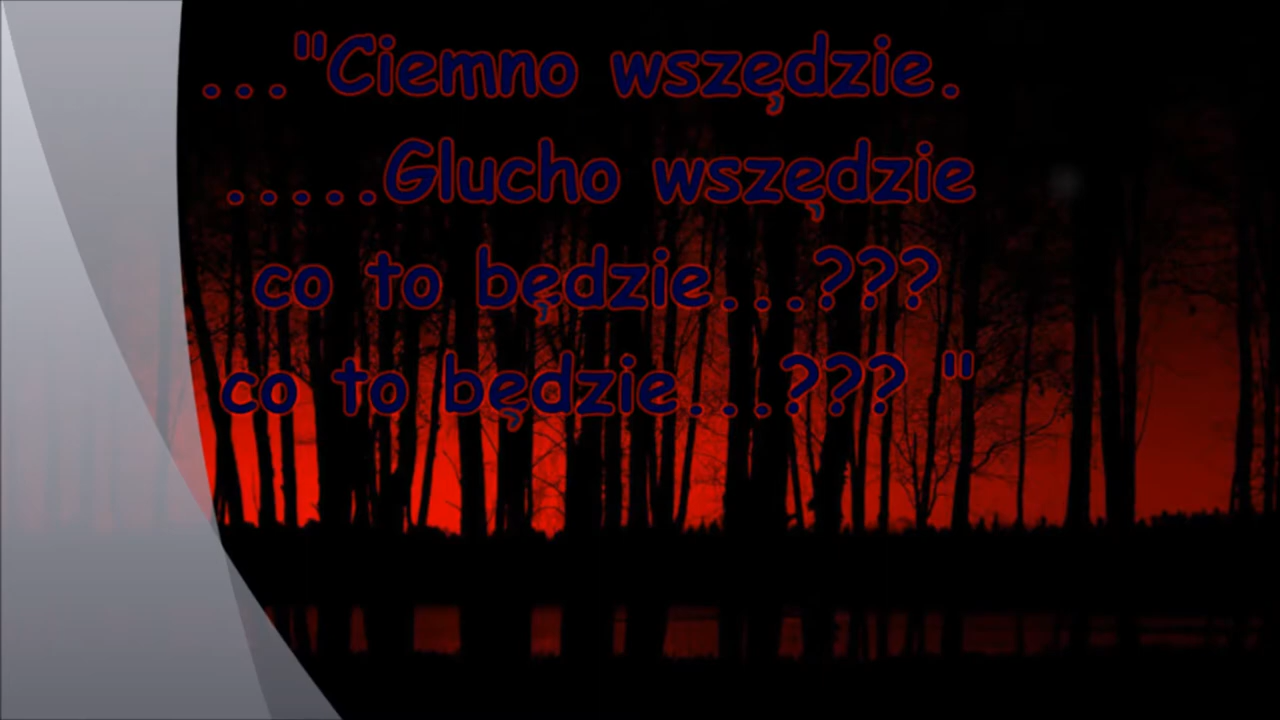 ..."Ciemno wszędzie.
.....Glucho wszędzie
co to będzie...???
co to będzie...??? "